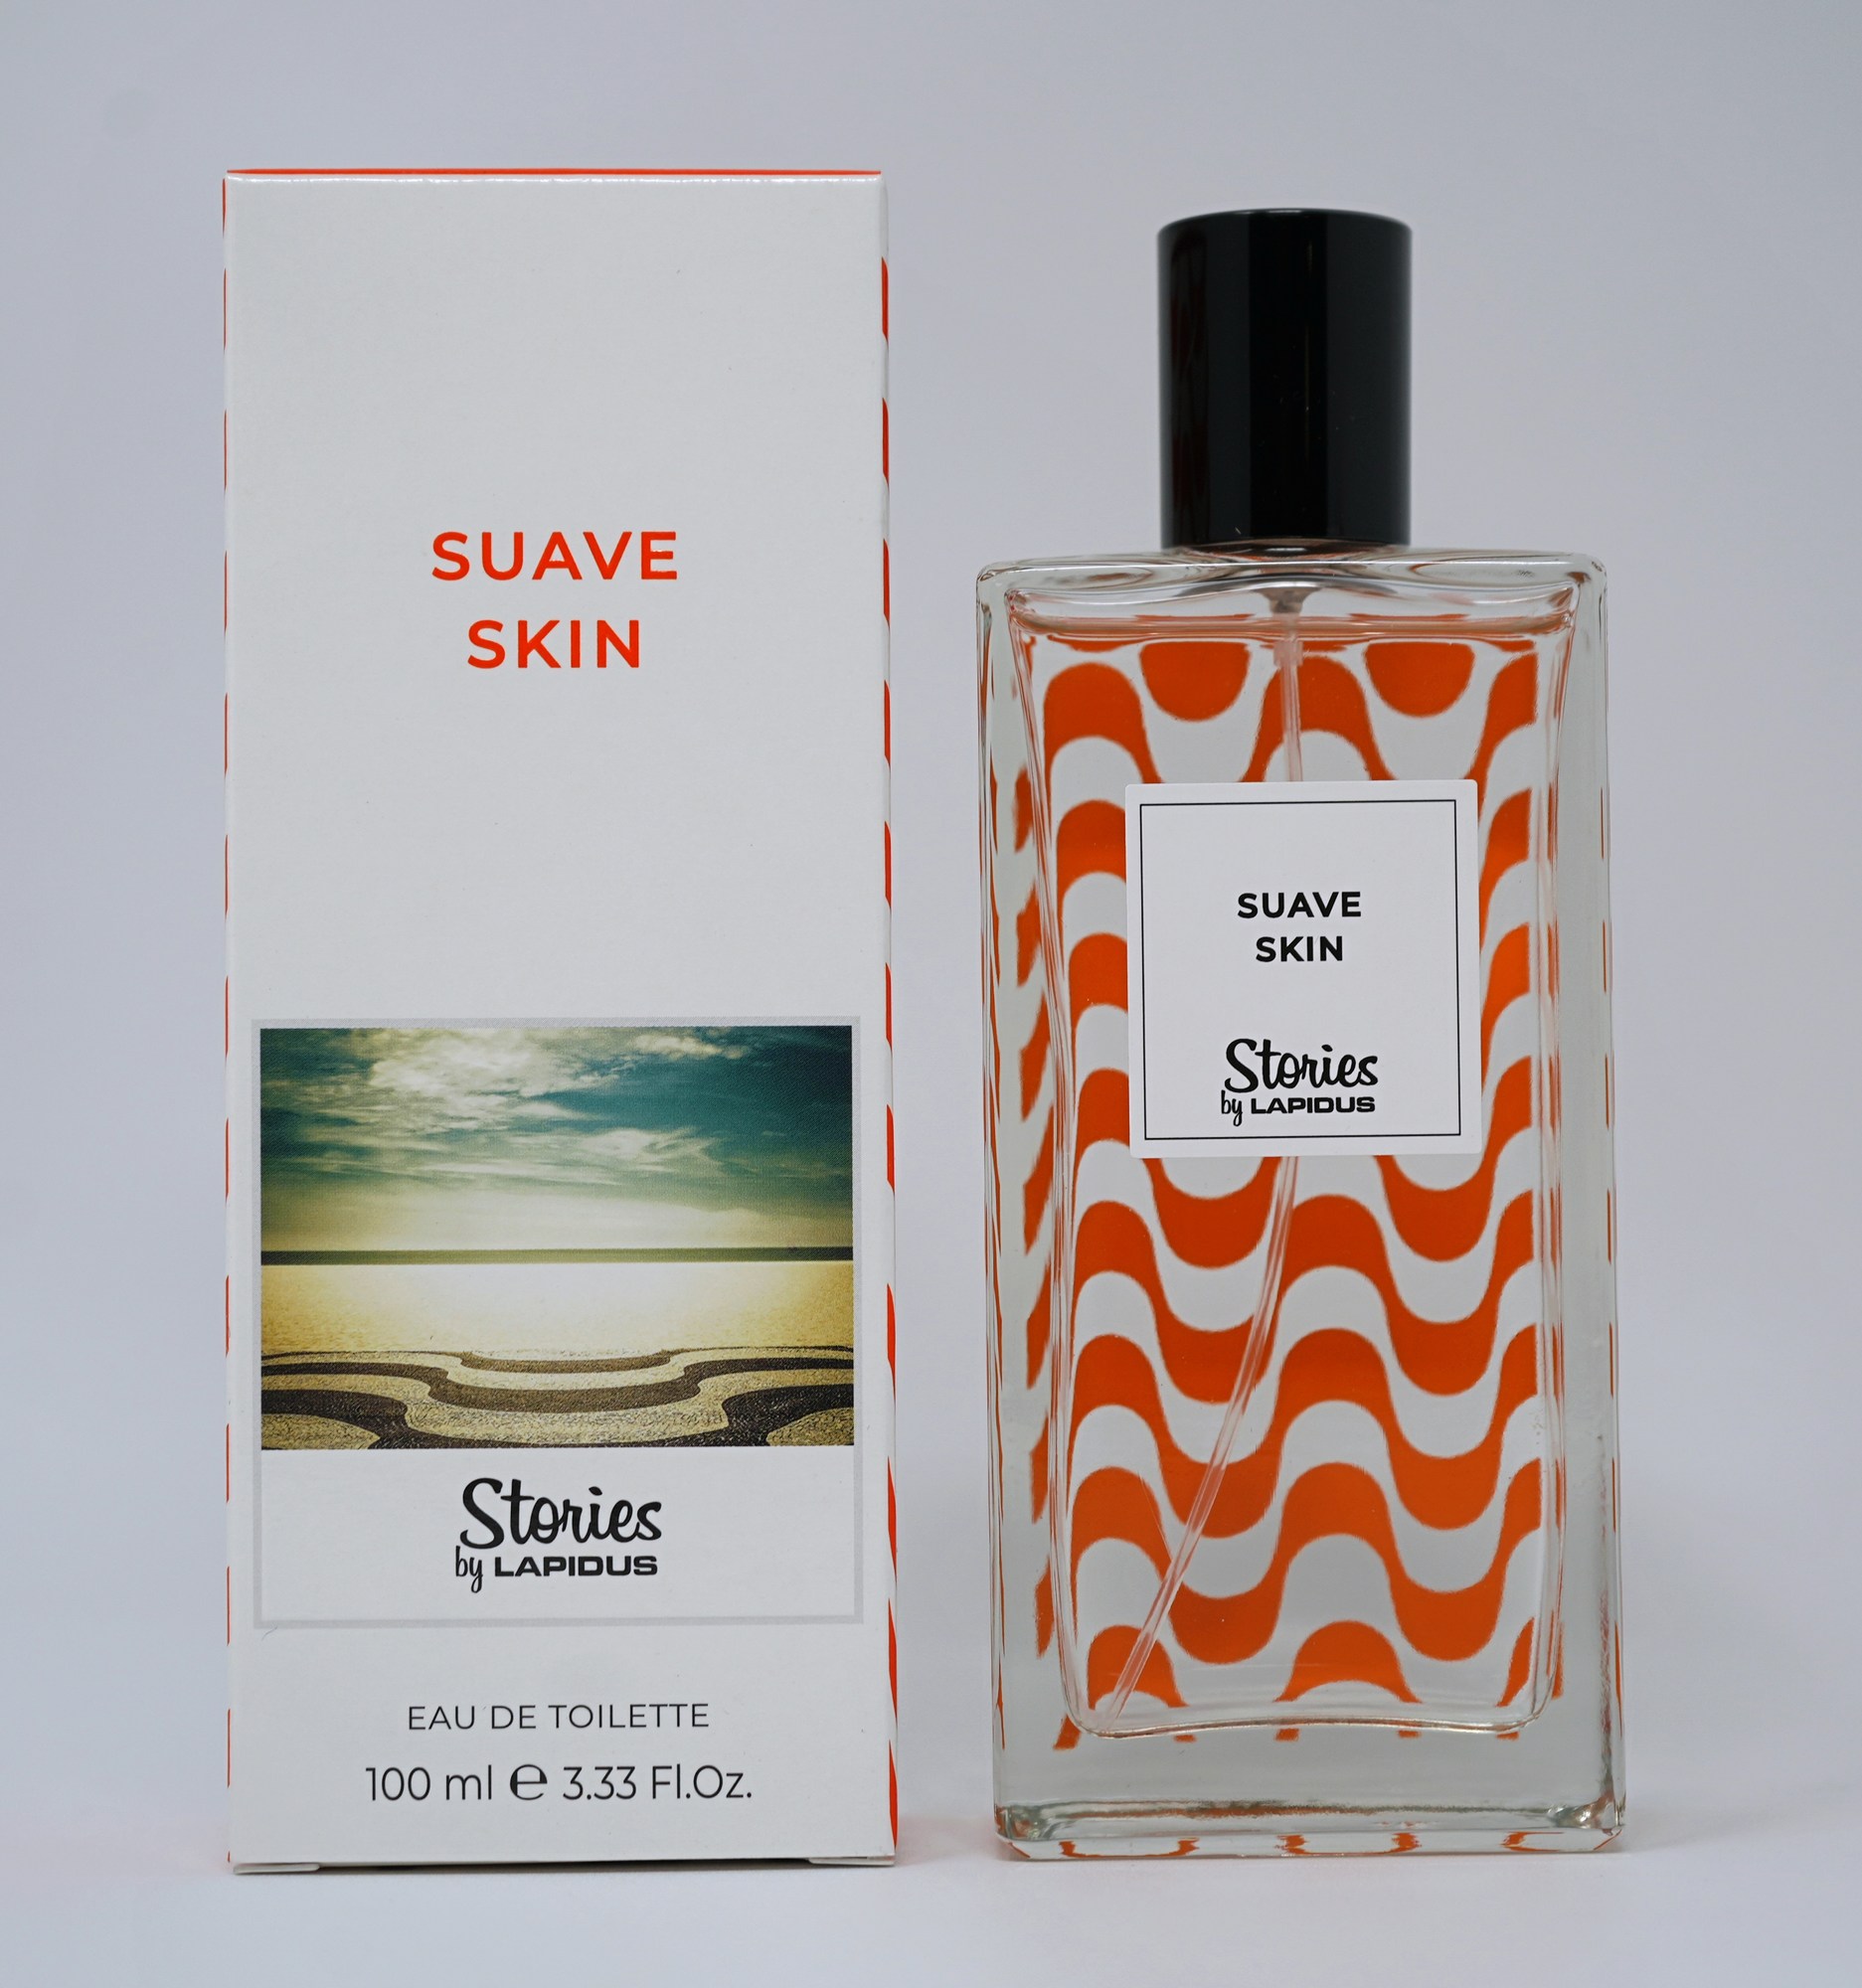 SUAVE
SKIN
Stories
by LAPIDUS
EAU DE TOILETTE
100 ml ℮ 3.33 Fl.Oz.
SUAVE
SKIN
Stories
by LAPIDUS